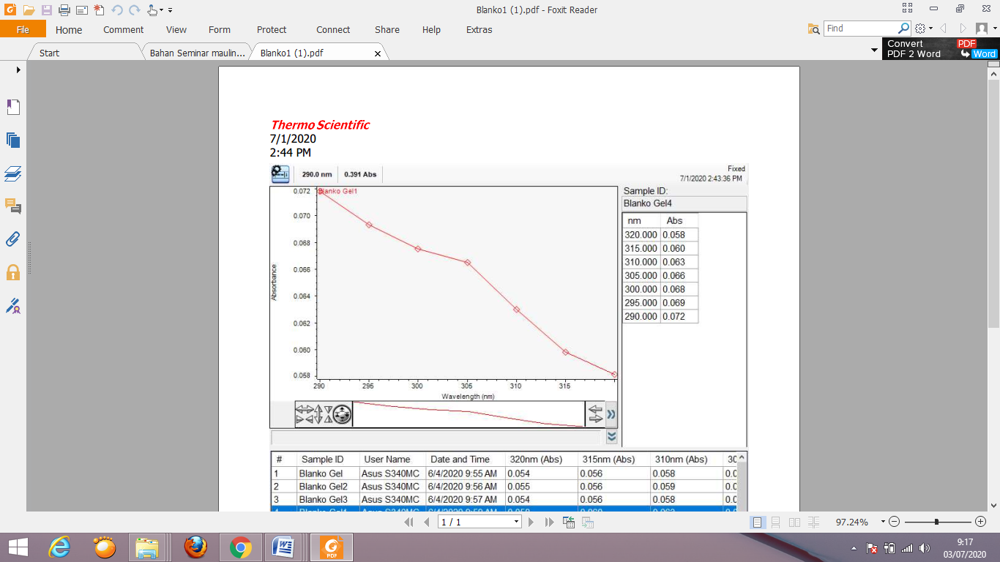 Blanko1 (1).pdf - Foxit Reader
File Home Comment View Form Protect Connect Share Help Extras
Find
Start
Bahan Seminar maulin...
Blanko1 (1).pdf
Convert PDF
PDF 2 Word Word
Thermo Scientific
7/1/2020
2:44 PM
290.0 nm 0.391 Abs
Fixed
7/1/2020 2:43:36 PM
Blanko Gel1
Absorbance
0.072
0.070
0.068
0.066
0.064
0.062
0.060
0.058
290 295 300 305 310 315
Wavelength (nm)
Sample ID:
Blanko Gel4
nm Abs
320.000 0.058
315.000 0.060
310.000 0.063
305.000 0.066
300.000 0.068
295.000 0.069
290.000 0.072
# Sample ID User Name Date and Time 320nm (Abs) 315nm (Abs) 310nm (Abs) 30
1 Blanko Gel Asus S340MC 6/4/2020 9:55 AM 0.054 0.056 0.058 0.0
2 Blanko Gel2 Asus S340MC 6/4/2020 9:56 AM 0.055 0.056 0.059 0.0
3 Blanko Gel3 Asus S340MC 6/4/2020 9:57 AM 0.054 0.056 0.058 0.0
1 / 1
97.24%
PDF
9:17
03/07/2020